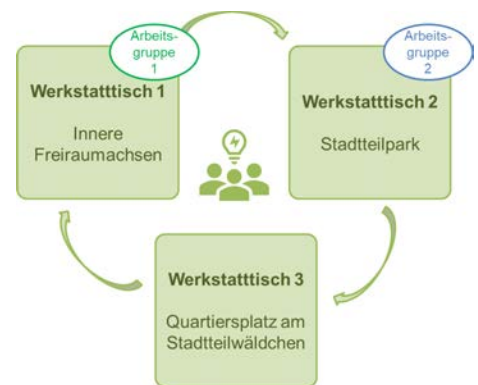 Arbeits-
gruppe
1
Werkstatttisch 1
Innere
Freiraumachsen
Arbeits-
gruppe
2
Werkstatttisch 2
Stadtteilpark
Werkstatttisch 3
Quartiersplatz am
Stadtteilwäldchen